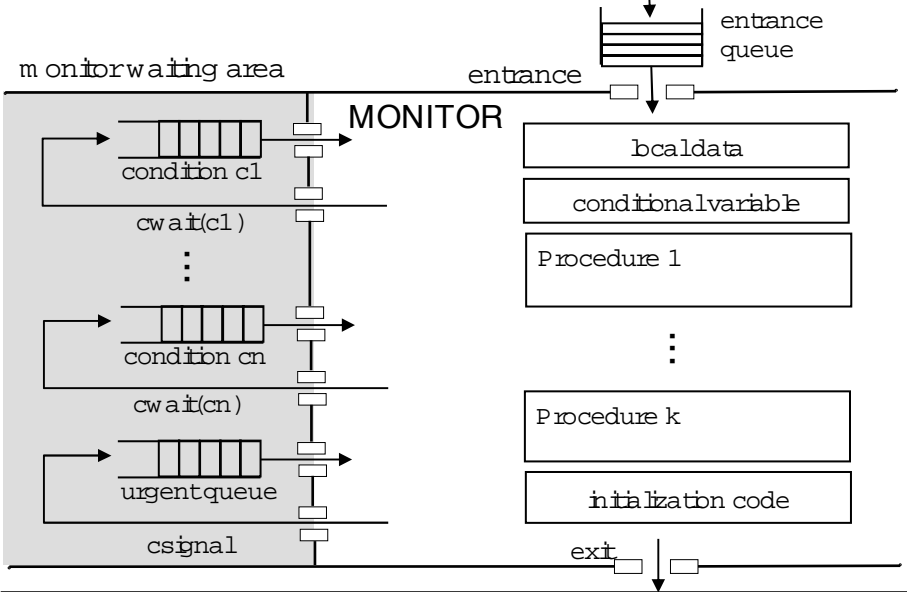 entrance
queue
monitor waiting area
entrance
MONITOR
local data
condition c1
conditional variable
cwait(c1)
Procedure 1
⋮
condition cn
⋮
cwait(cn)
Procedure k
urgent queue
initialization code
csignal
exit